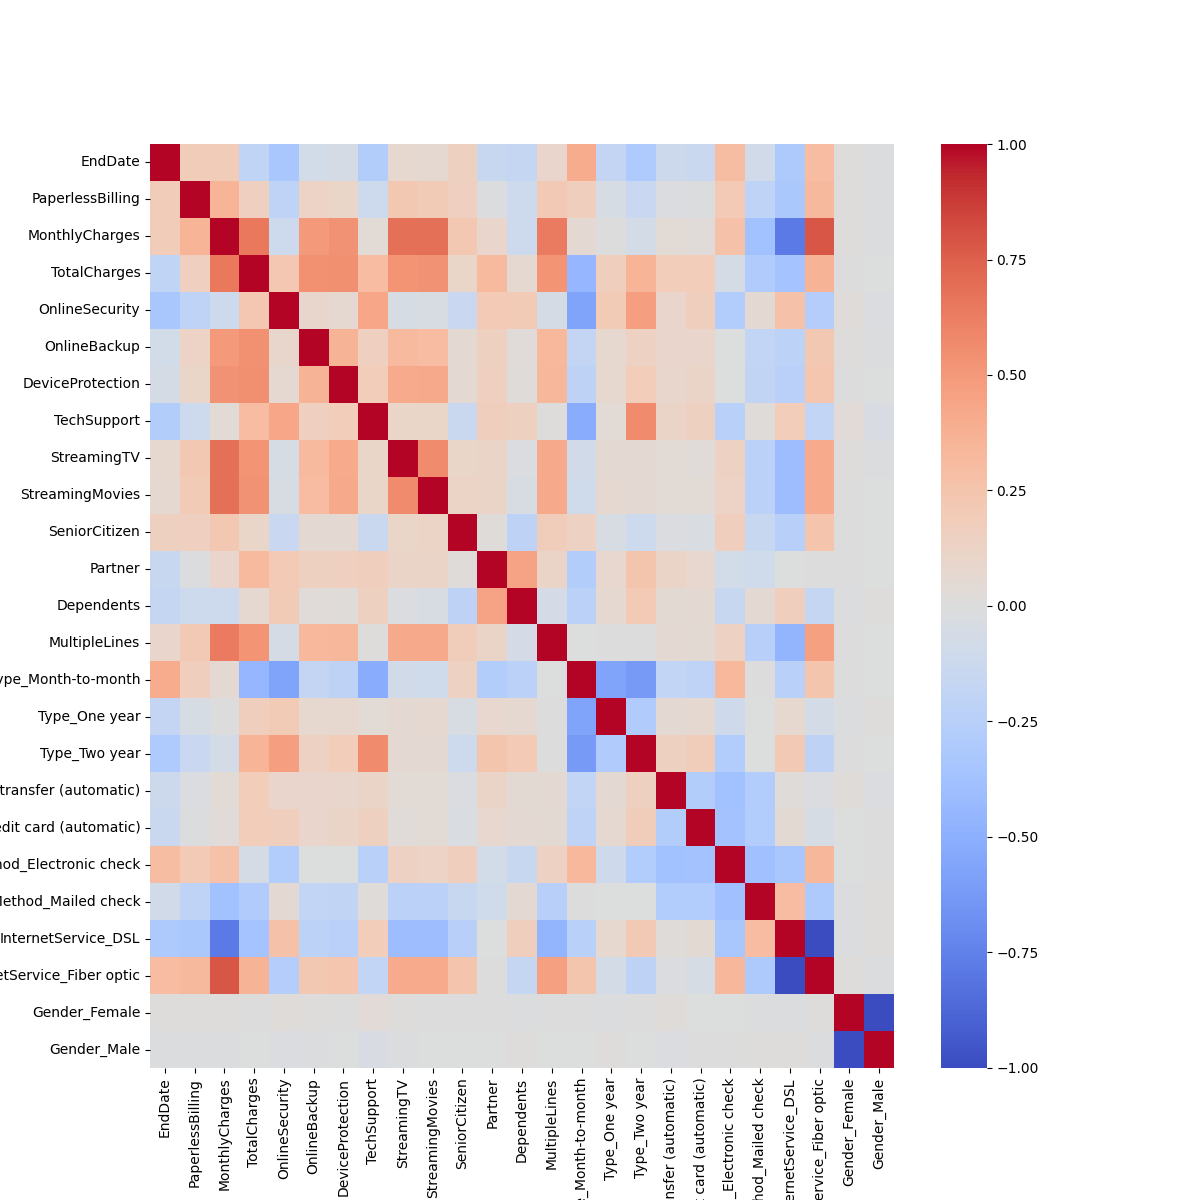 EndDate
PaperlessBilling
MonthlyCharges
TotalCharges
OnlineSecurity
OnlineBackup
DeviceProtection
TechSupport
StreamingTV
StreamingMovies
SeniorCitizen
Partner
Dependents
MultipleLines
ype_Month-to-month
Type_One year
Type_Two year
transfer (automatic)
edit card (automatic)
od_Electronic check
Method_Mailed check
InternetService_DSL
etService_Fiber optic
Gender_Female
Gender_Male
EndDate
PaperlessBilling
MonthlyCharges
TotalCharges
OnlineSecurity
OnlineBackup
DeviceProtection
TechSupport
StreamingTV
StreamingMovies
SeniorCitizen
Partner
Dependents
MultipleLines
e_Month-to-month
Type_One year
Type_Two year
nsfer (automatic)
card (automatic)
_Electronic check
hod_Mailed check
ernetService_DSL
ervice_Fiber optic
Gender_Female
Gender_Male
1.00
0.75
0.50
0.25
0.00
−0.25
−0.50
−0.75
−1.00